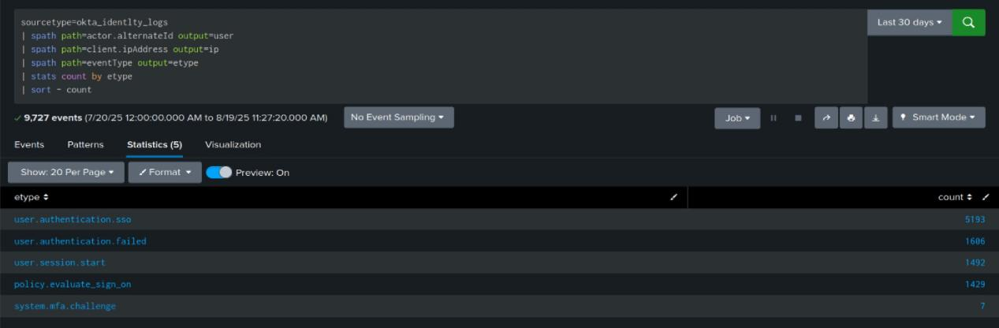 sourcetype=okta_identlty_logs
| spath path=actor.alternateId output=user
| spath path=client.ipAddress output=ip
| spath path=eventType output=etype
| stats count by etype
| sort - count
Last 30 days
9,727 events (7/20/25 12:00:00.000 AM to 8/19/25 11:27:20.000 AM)
No Event Sampling
Job
Smart Mode
Events
Patterns
Statistics (5)
Visualization
Show: 20 Per Page
Format
Preview: On
etype
count
user.authentication.sso
5193
user.authentication.failed
1606
user.session.start
1492
policy.evaluate_sign_on
1429
system.mfa.challenge
7